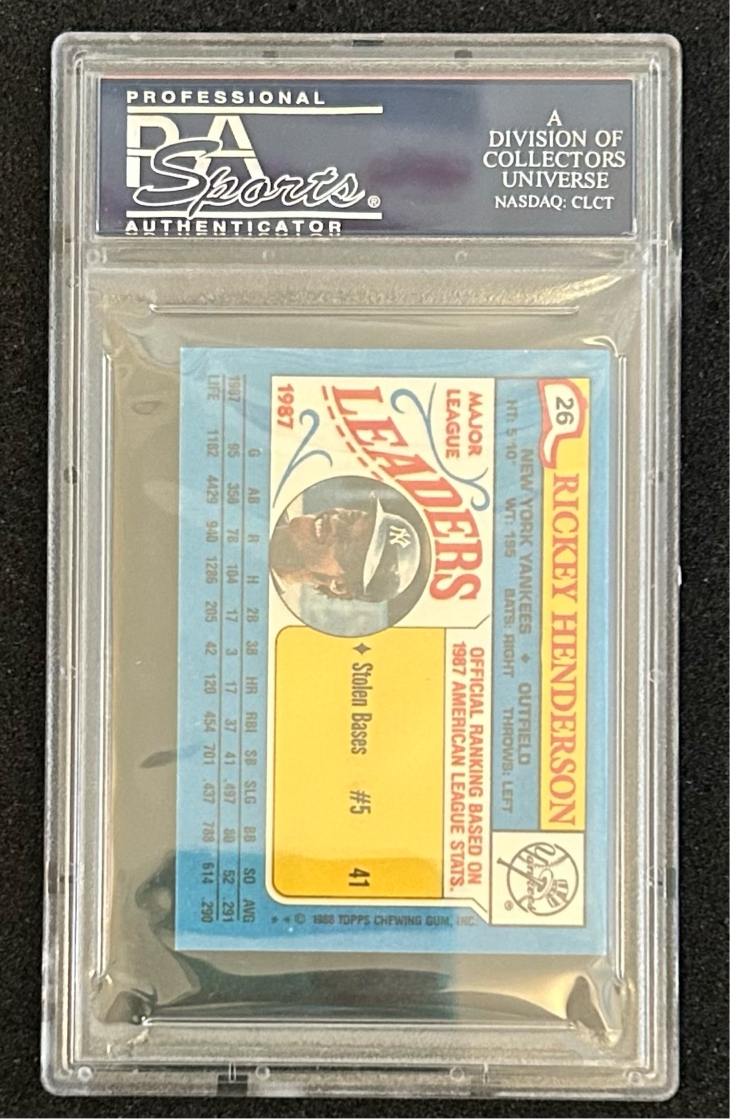 PROFESSIONAL
PSA
Sports®
AUTHENTICATOR
A
DIVISION OF
COLLECTORS
UNIVERSE
NASDAQ: CLCT
26 RICKEY HENDERSON
NEW YORK YANKEES ✦ OUTFIELD
HT: 5'10" WT: 195 BATS: RIGHT THROWS: LEFT
Yankees ®
MAJOR
LEAGUE
LEADERS
1987
NY
OFFICIAL RANKING BASED ON
1987 AMERICAN LEAGUE STATS.
✦ Stolen Bases #5 41
** © 1988 TOPPS CHEWING GUM, INC.
G AB R H 2B 3B HR RBI SB SLG BB SO AVG
1987 95 358 78 104 17 3 17 37 41 .497 80 52 .291
LIFE 1182 4429 940 1286 205 42 120 454 701 .437 788 614 .290